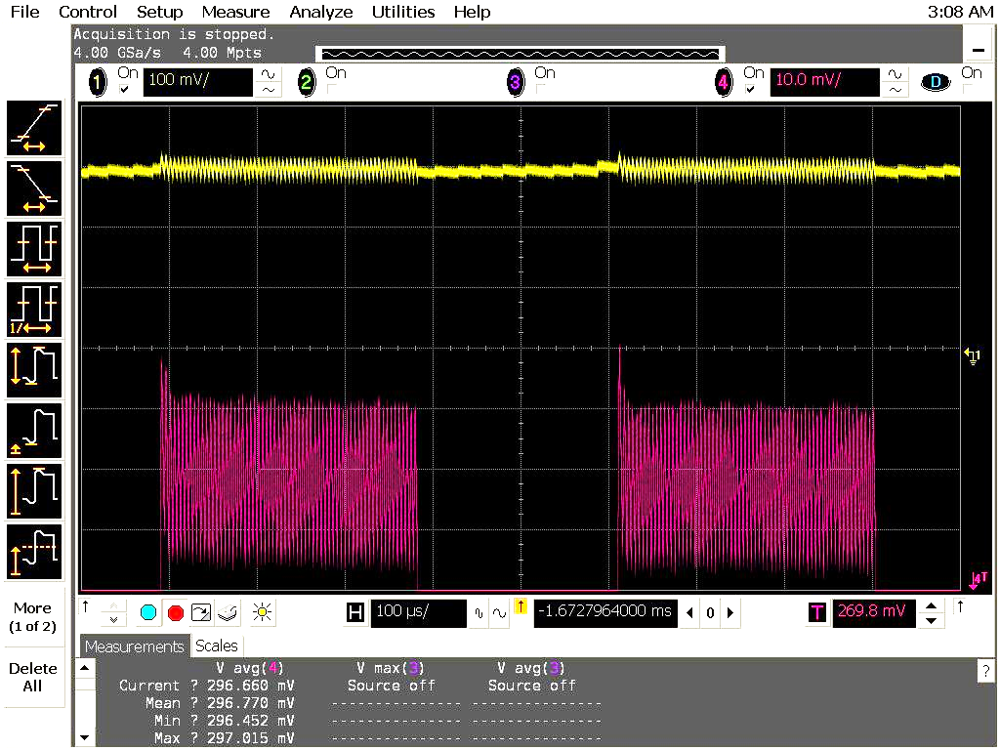 File Control Setup Measure Analyze Utilities Help 3:08 AM
Acquisition is stopped.
4.00 GSa/s 4.00 Mpts
1 On 100 mV/ 2 On 3 On 4 On 10.0 mV/ D On
1/
1
4T
More
(1 of 2)
Delete
All
H 100 µs/ -1.6727964000 ms 0 T 269.8 mV
Measurements Scales
V avg(4) V max(3) V avg(3)
Current ? 296.660 mV Source off Source off
Mean ? 296.770 mV --------------- ---------------
Min ? 296.452 mV --------------- ---------------
Max ? 297.015 mV --------------- ---------------
?